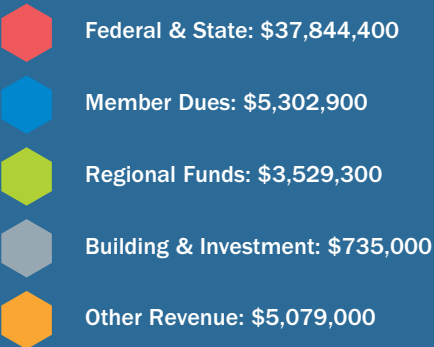 Federal & State: $37,844,400
Member Dues: $5,302,900
Regional Funds: $3,529,300
Building & Investment: $735,000
Other Revenue: $5,079,000